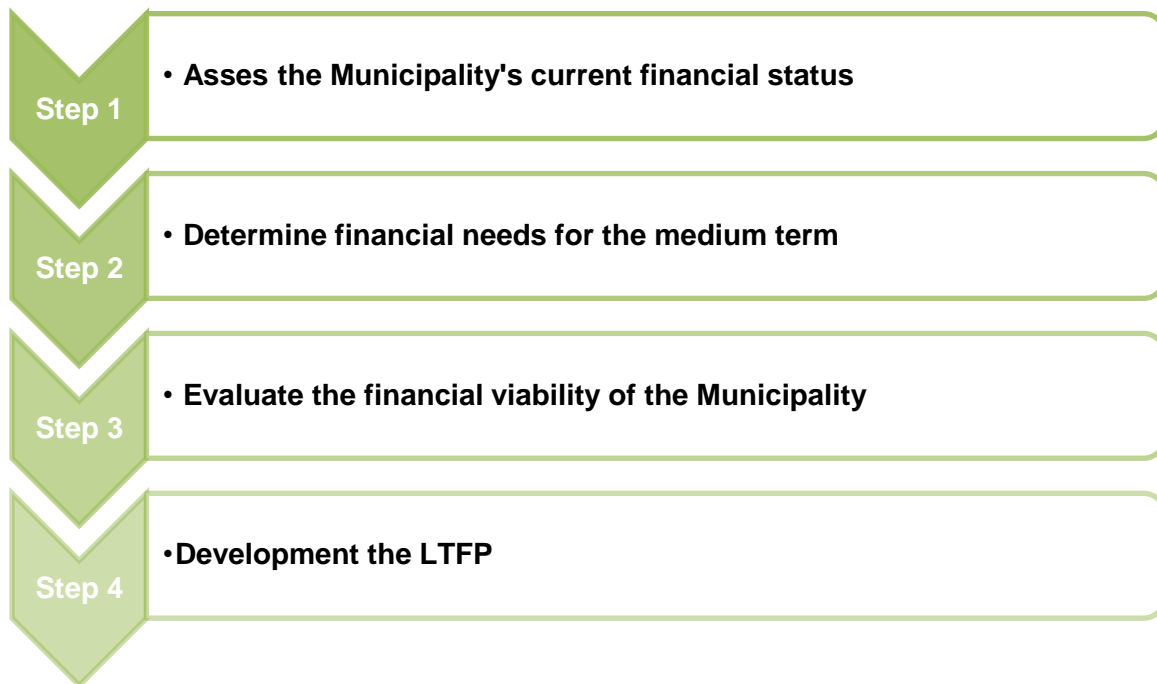 Step 1
• Asses the Municipality's current financial status
Step 2
• Determine financial needs for the medium term
Step 3
• Evaluate the financial viability of the Municipality
Step 4
•Development the LTFP